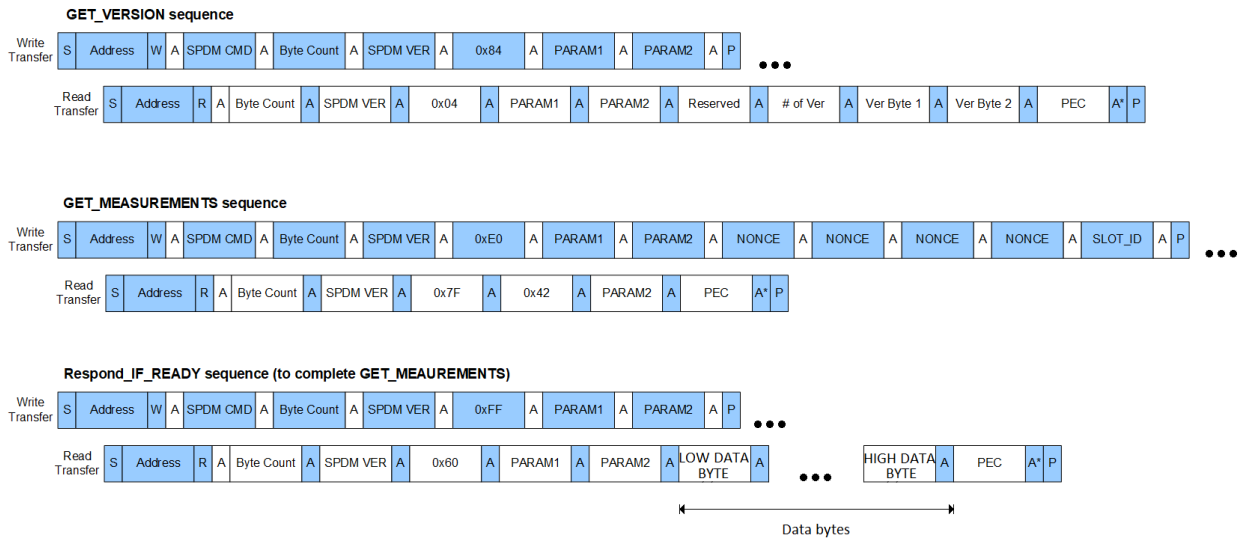 GET_VERSION sequence
Write Transfer S Address W A SPDM CMD A Byte Count A SPDM VER A 0x84 A PARAM1 A PARAM2 A P
Read Transfer S Address R A Byte Count A SPDM VER A 0x04 A PARAM1 A PARAM2 A Reserved A # of Ver A Ver Byte 1 A Ver Byte 2 A PEC A* P
GET_MEASUREMENTS sequence
Write Transfer S Address W A SPDM CMD A Byte Count A SPDM VER A 0xE0 A PARAM1 A PARAM2 A NONCE A NONCE A NONCE A NONCE A SLOT_ID A P
Read Transfer S Address R A Byte Count A SPDM VER A 0x7F A 0x42 A PARAM2 A PEC A* P
Respond_IF_READY sequence (to complete GET_MEAUREMENTS)
Write Transfer S Address W A SPDM CMD A Byte Count A SPDM VER A 0xFF A PARAM1 A PARAM2 A P
Read Transfer S Address R A Byte Count A SPDM VER A 0x60 A PARAM1 A PARAM2 A LOW DATA BYTE A HIGH DATA BYTE A PEC A* P
Data bytes